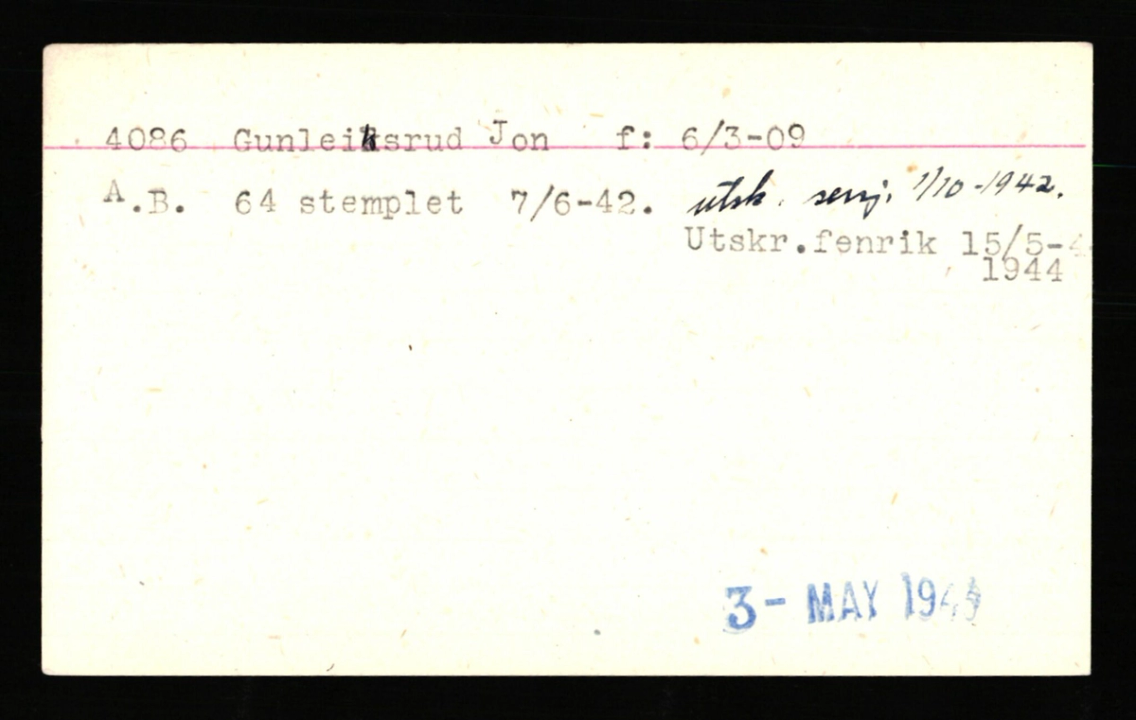 4086 Gunleiksrud Jon f: 6/3-09
A.B. 64 stemplet 7/6-42. utsk. serj. 1/10-1942.
Utskr.fenrik 15/5-4
1944
3- MAY